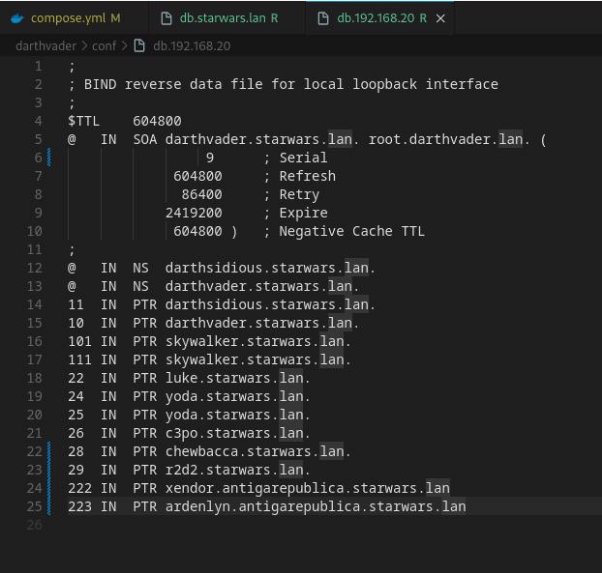 compose.yml M db.starwars.lan R db.192.168.20 R ×
darthvader > conf > db.192.168.20
1 ;
2 ; BIND reverse data file for local loopback interface
3 ;
4 $TTL 604800
5 @ IN SOA darthvader.starwars.lan. root.darthvader.lan. (
6 9 ; Serial
7 604800 ; Refresh
8 86400 ; Retry
9 2419200 ; Expire
10 604800 ) ; Negative Cache TTL
11 ;
12 @ IN NS darthsidious.starwars.lan.
13 @ IN NS darthvader.starwars.lan.
14 11 IN PTR darthsidious.starwars.lan.
15 10 IN PTR darthvader.starwars.lan.
16 101 IN PTR skywalker.starwars.lan.
17 111 IN PTR skywalker.starwars.lan.
18 22 IN PTR luke.starwars.lan.
19 24 IN PTR yoda.starwars.lan.
20 25 IN PTR yoda.starwars.lan.
21 26 IN PTR c3po.starwars.lan.
22 28 IN PTR chewbacca.starwars.lan.
23 29 IN PTR r2d2.starwars.lan.
24 222 IN PTR xendor.antigarepublica.starwars.lan
25 223 IN PTR ardenlyn.antigarepublica.starwars.lan
26